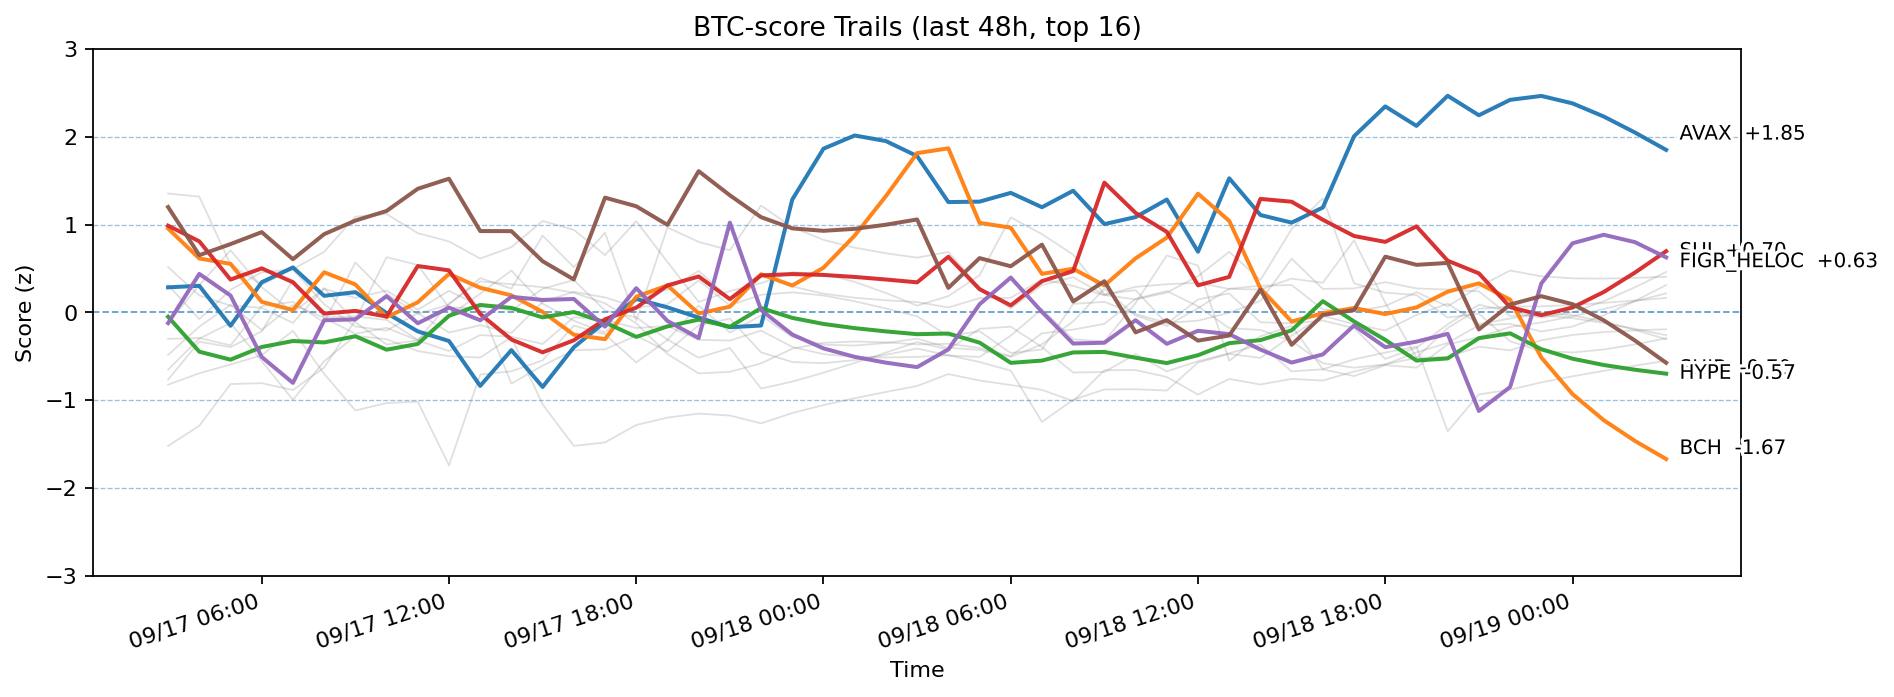 BTC-score Trails (last 48h, top 16)
Score (z)
3
2
1
0
−1
−2
−3
AVAX +1.85
+0.70
FIGR_HELOC +0.63
HYPE -0.57
BCH -1.67
09/17 06:00
09/17 12:00
09/17 18:00
09/18 00:00
09/18 06:00
09/18 12:00
09/18 18:00
09/19 00:00
Time